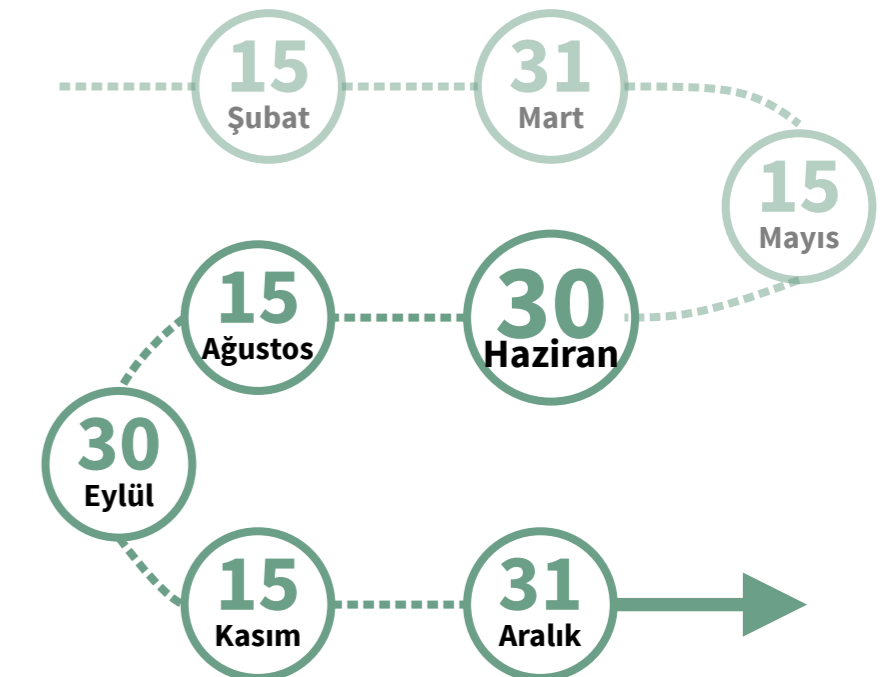 15
Şubat
31
Mart
15
Mayıs
30
Haziran
15
Ağustos
30
Eylül
15
Kasım
31
Aralık